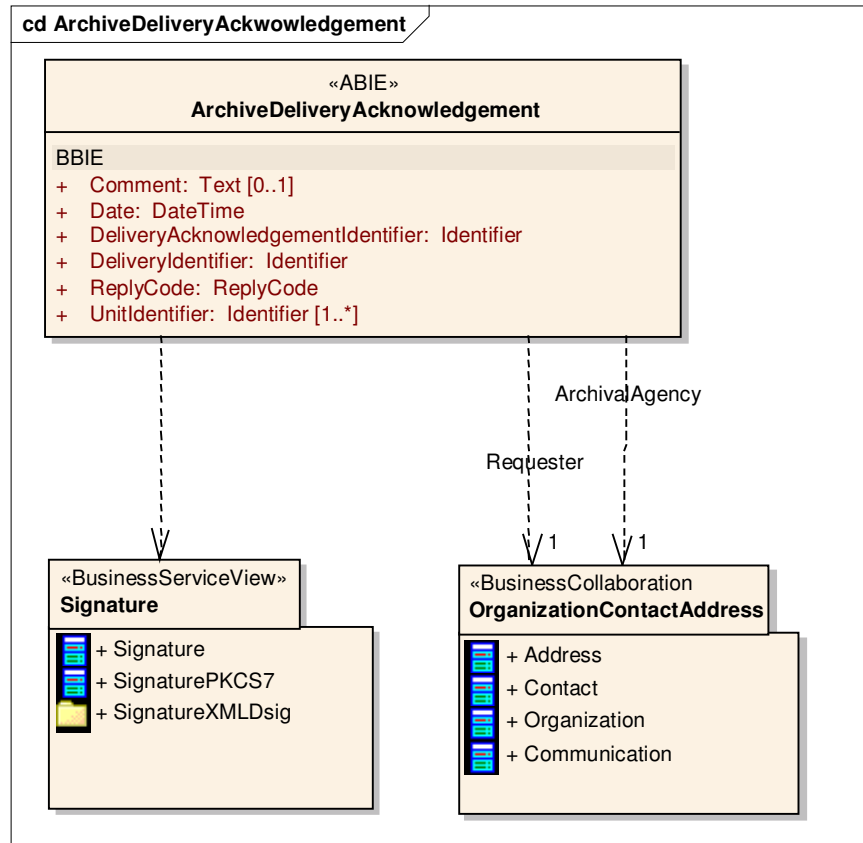 cd ArchiveDeliveryAckwowledgement
«ABIE»
ArchiveDeliveryAcknowledgement
BBIE
+ Comment: Text [0..1]
+ Date: DateTime
+ DeliveryAcknowledgementIdentifier: Identifier
+ DeliveryIdentifier: Identifier
+ ReplyCode: ReplyCode
+ UnitIdentifier: Identifier [1..*]
ArchivalAgency
Requester
1
1
«BusinessServiceView»
Signature
+ Signature
+ SignaturePKCS7
+ SignatureXMLDsig
«BusinessCollaboration
OrganizationContactAddress
+ Address
+ Contact
+ Organization
+ Communication